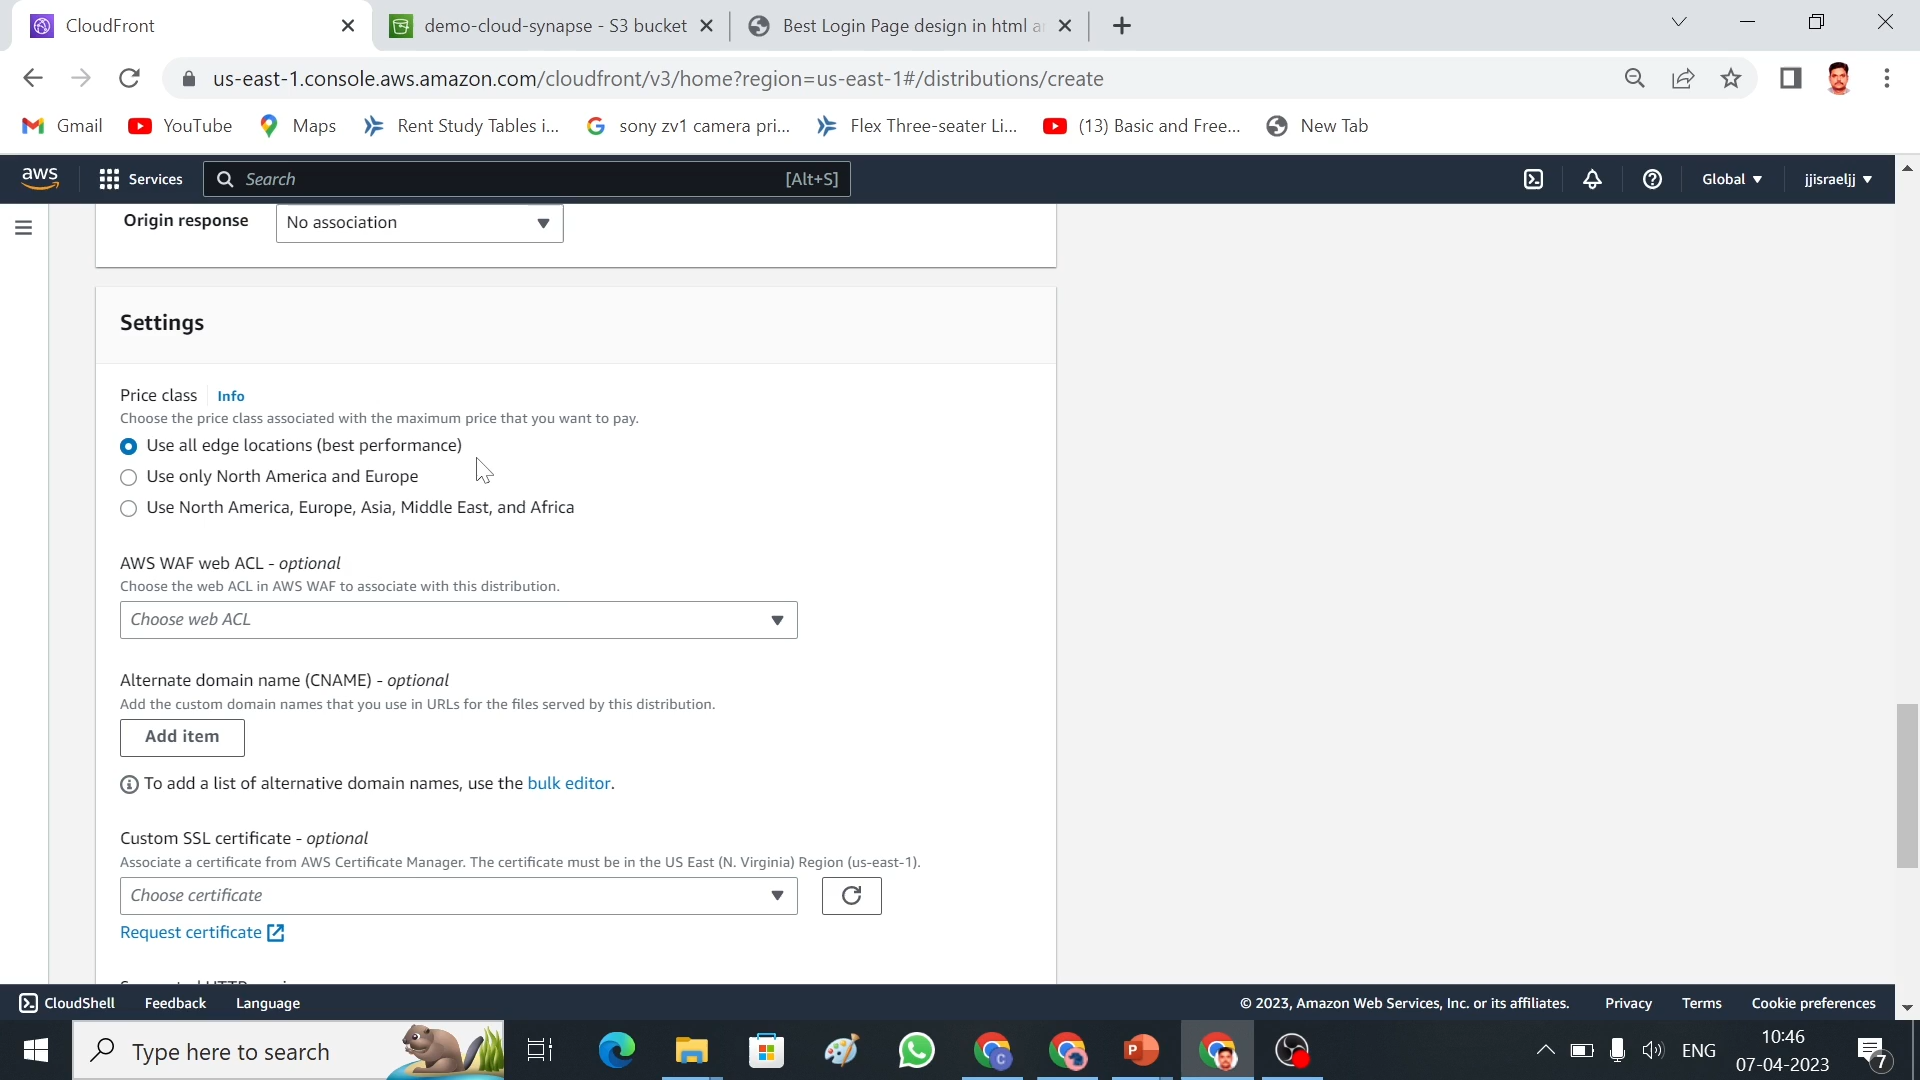 CloudFront
demo-cloud-synapse - S3 bucket
Best Login Page design in html a
us-east-1.console.aws.amazon.com/cloudfront/v3/home?region=us-east-1#/distributions/create
Gmail
YouTube
Maps
Rent Study Tables i...
sony zv1 camera pri...
Flex Three-seater Li...
(13) Basic and Free...
New Tab
aws
Services
Search
[Alt+S]
Global
jjisraeljj
Origin response
No association
Settings
Price class
Info
Choose the price class associated with the maximum price that you want to pay.
Use all edge locations (best performance)
Use only North America and Europe
Use North America, Europe, Asia, Middle East, and Africa
AWS WAF web ACL - optional
Choose the web ACL in AWS WAF to associate with this distribution.
Choose web ACL
Alternate domain name (CNAME) - optional
Add the custom domain names that you use in URLs for the files served by this distribution.
Add item
To add a list of alternative domain names, use the bulk editor.
Custom SSL certificate - optional
Associate a certificate from AWS Certificate Manager. The certificate must be in the US East (N. Virginia) Region (us-east-1).
Choose certificate
Request certificate
CloudShell
Feedback
Language
© 2023, Amazon Web Services, Inc. or its affiliates.
Privacy
Terms
Cookie preferences
Type here to search
ENG
10:46
07-04-2023
7